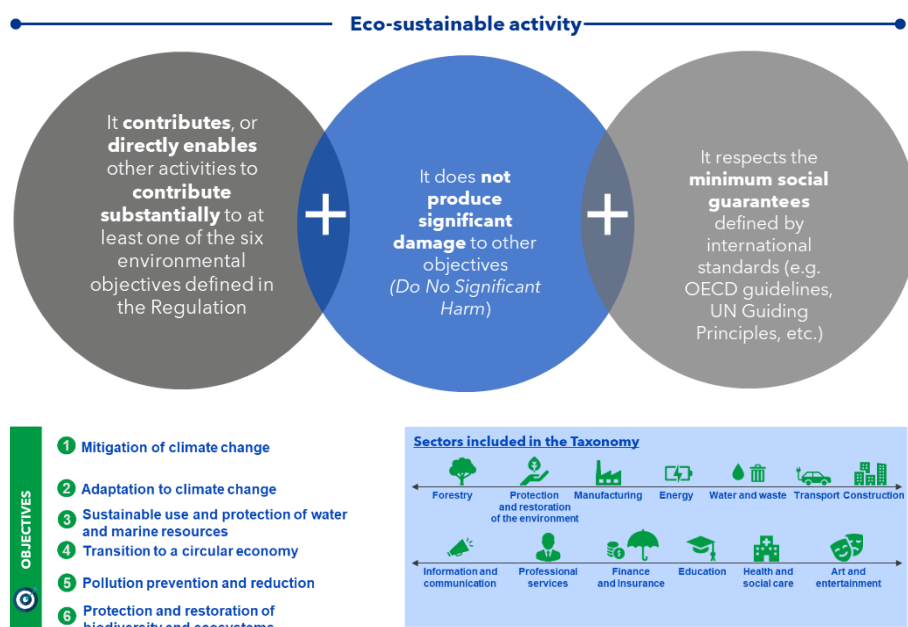 Eco-sustainable activity
It contributes, or
directly enables
other activities to
contribute
substantially to at
least one of the six
environmental
objectives defined in
the Regulation
+
It does not
produce
significant
damage to other
objectives
(Do No Significant
Harm)
+
It respects the
minimum social
guarantees
defined by
international
standards (e.g.
OECD guidelines,
UN Guiding
Principles, etc.)
OBJECTIVES
1 Mitigation of climate change
2 Adaptation to climate change
3 Sustainable use and protection of water
and marine resources
4 Transition to a circular economy
5 Pollution prevention and reduction
6 Protection and restoration of
biodiversity and ecosystems
Sectors included in the Taxonomy
Forestry
Protection
and restoration
of the environment
Manufacturing
Energy
Water and waste
Transport
Construction
Information and
communication
Professional
services
Finance
and Insurance
Education
Health and
social care
Art and
entertainment